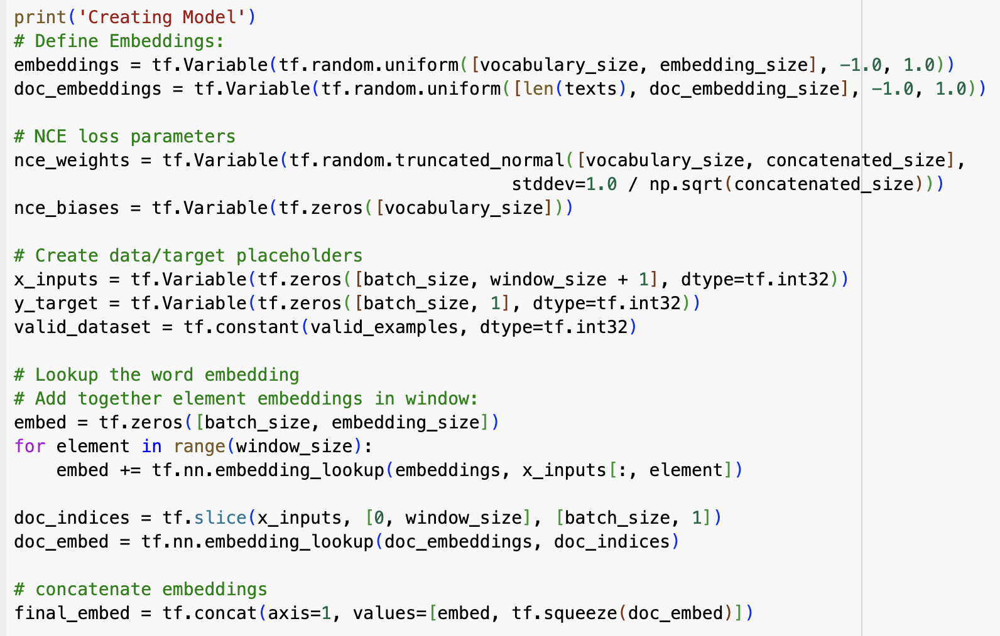 print('Creating Model')
# Define Embeddings:
embeddings = tf.Variable(tf.random.uniform([vocabulary_size, embedding_size], -1.0, 1.0))
doc_embeddings = tf.Variable(tf.random.uniform([len(texts), doc_embedding_size], -1.0, 1.0))

# NCE loss parameters
nce_weights = tf.Variable(tf.random.truncated_normal([vocabulary_size, concatenated_size],
                                               stddev=1.0 / np.sqrt(concatenated_size)))
nce_biases = tf.Variable(tf.zeros([vocabulary_size]))

# Create data/target placeholders
x_inputs = tf.Variable(tf.zeros([batch_size, window_size + 1], dtype=tf.int32))
y_target = tf.Variable(tf.zeros([batch_size, 1], dtype=tf.int32))
valid_dataset = tf.constant(valid_examples, dtype=tf.int32)

# Lookup the word embedding
# Add together element embeddings in window:
embed = tf.zeros([batch_size, embedding_size])
for element in range(window_size):
    embed += tf.nn.embedding_lookup(embeddings, x_inputs[:, element])

doc_indices = tf.slice(x_inputs, [0, window_size], [batch_size, 1])
doc_embed = tf.nn.embedding_lookup(doc_embeddings, doc_indices)

# concatenate embeddings
final_embed = tf.concat(axis=1, values=[embed, tf.squeeze(doc_embed)])